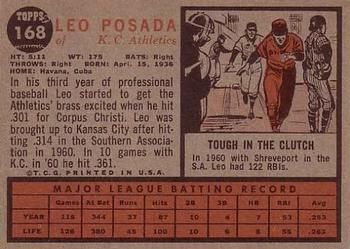 TOPPS
168
LEO POSADA
of K. C. Athletics
HT: 5:11 WT: 175 BATS: Right
THROWS: Right BORN: April 15, 1936
HOME: Havana, Cuba
In his third year of professional
baseball Leo started to get the
Athletics' brass excited when he hit
.301 for Corpus Christi. Leo was
brought up to Kansas City after
hitting .314 in the Southern Association
in 1960. In 10 games
with K.C. in '60 he hit .361.
TOUGH IN THE CLUTCH
In 1960 with Shreveport in the
S.A. Leo had 122 RBIs.
© T.C.G. PRINTED IN U.S.A.
MAJOR LEAGUE BATTING RECORD
Games AB Runs Hits 2B 3B HR RBI Avg.
YEAR 116 344 37 87 10 4 7 53 .253
LIFE 126 380 45 100 10 6 8 55 .263